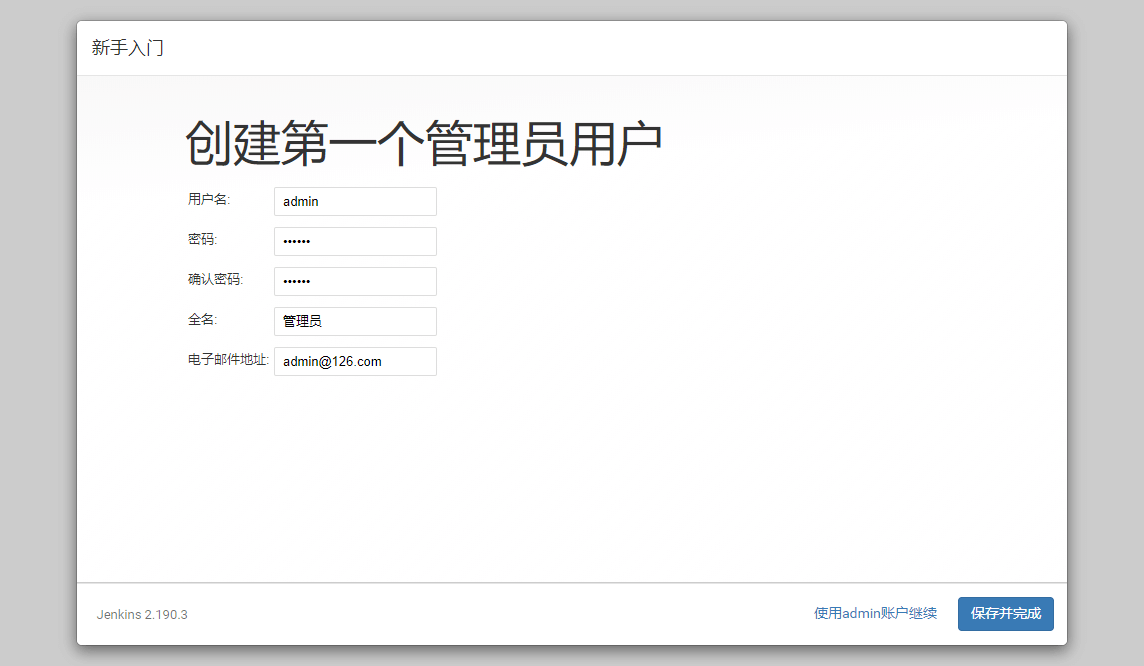 新手入门
创建第一个管理员用户
用户名: admin
密码: ••••••
确认密码: ••••••
全名: 管理员
电子邮件地址: admin@126.com
Jenkins 2.190.3 使用admin账户继续 保存并完成